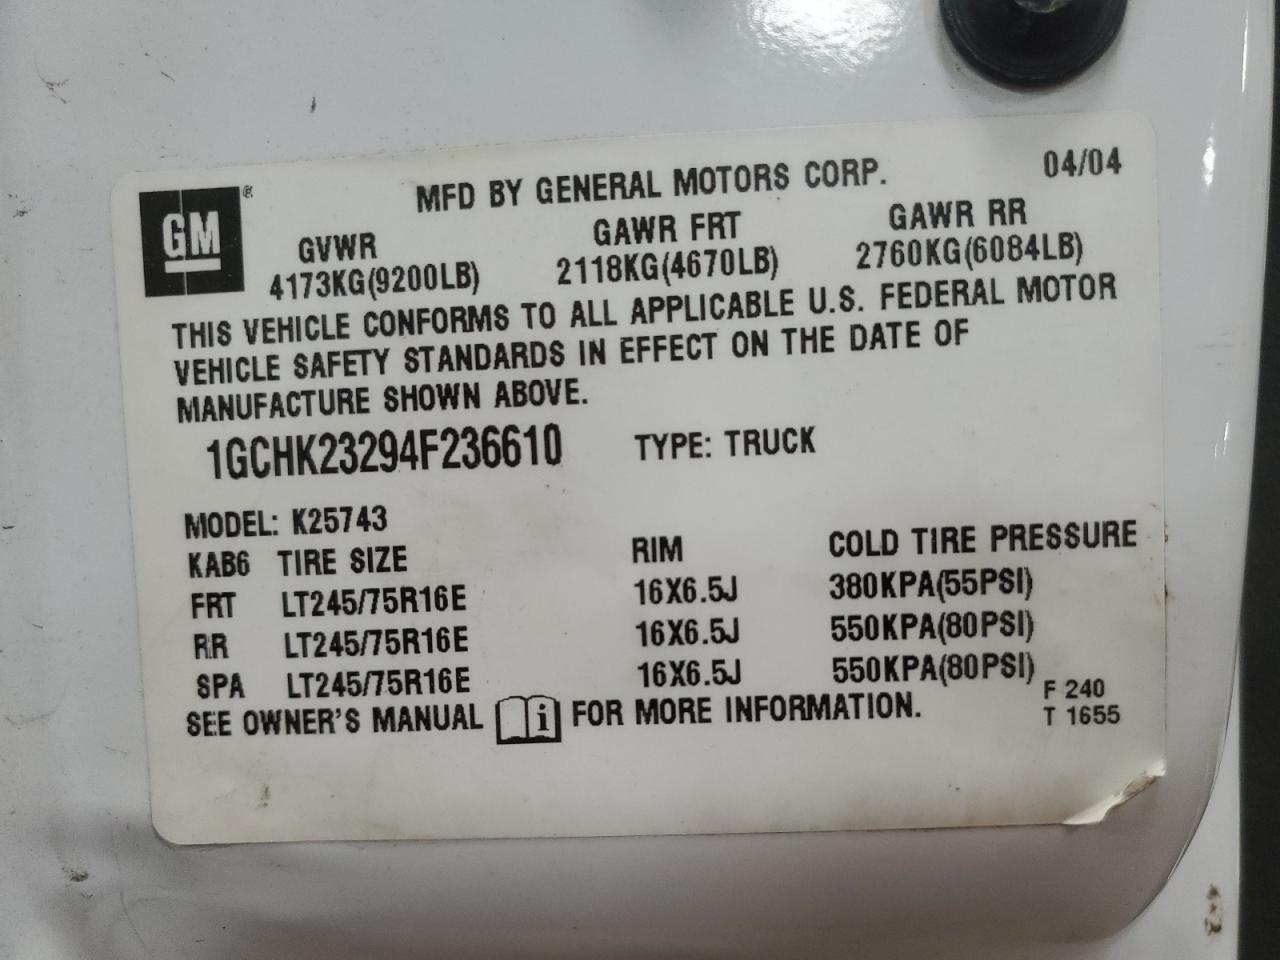 GM® MFD BY GENERAL MOTORS CORP. 04/04
GVWR GAWR FRT GAWR RR
4173KG(9200LB) 2118KG(4670LB) 2760KG(6084LB)
THIS VEHICLE CONFORMS TO ALL APPLICABLE U.S. FEDERAL MOTOR
VEHICLE SAFETY STANDARDS IN EFFECT ON THE DATE OF
MANUFACTURE SHOWN ABOVE.
1GCHK23294F236610 TYPE: TRUCK
MODEL: K25743
KAB6 TIRE SIZE RIM COLD TIRE PRESSURE
FRT LT245/75R16E 16X6.5J 380KPA(55PSI)
RR LT245/75R16E 16X6.5J 550KPA(80PSI)
SPA LT245/75R16E 16X6.5J 550KPA(80PSI)
SEE OWNER'S MANUAL i FOR MORE INFORMATION.
F 240
T 1655